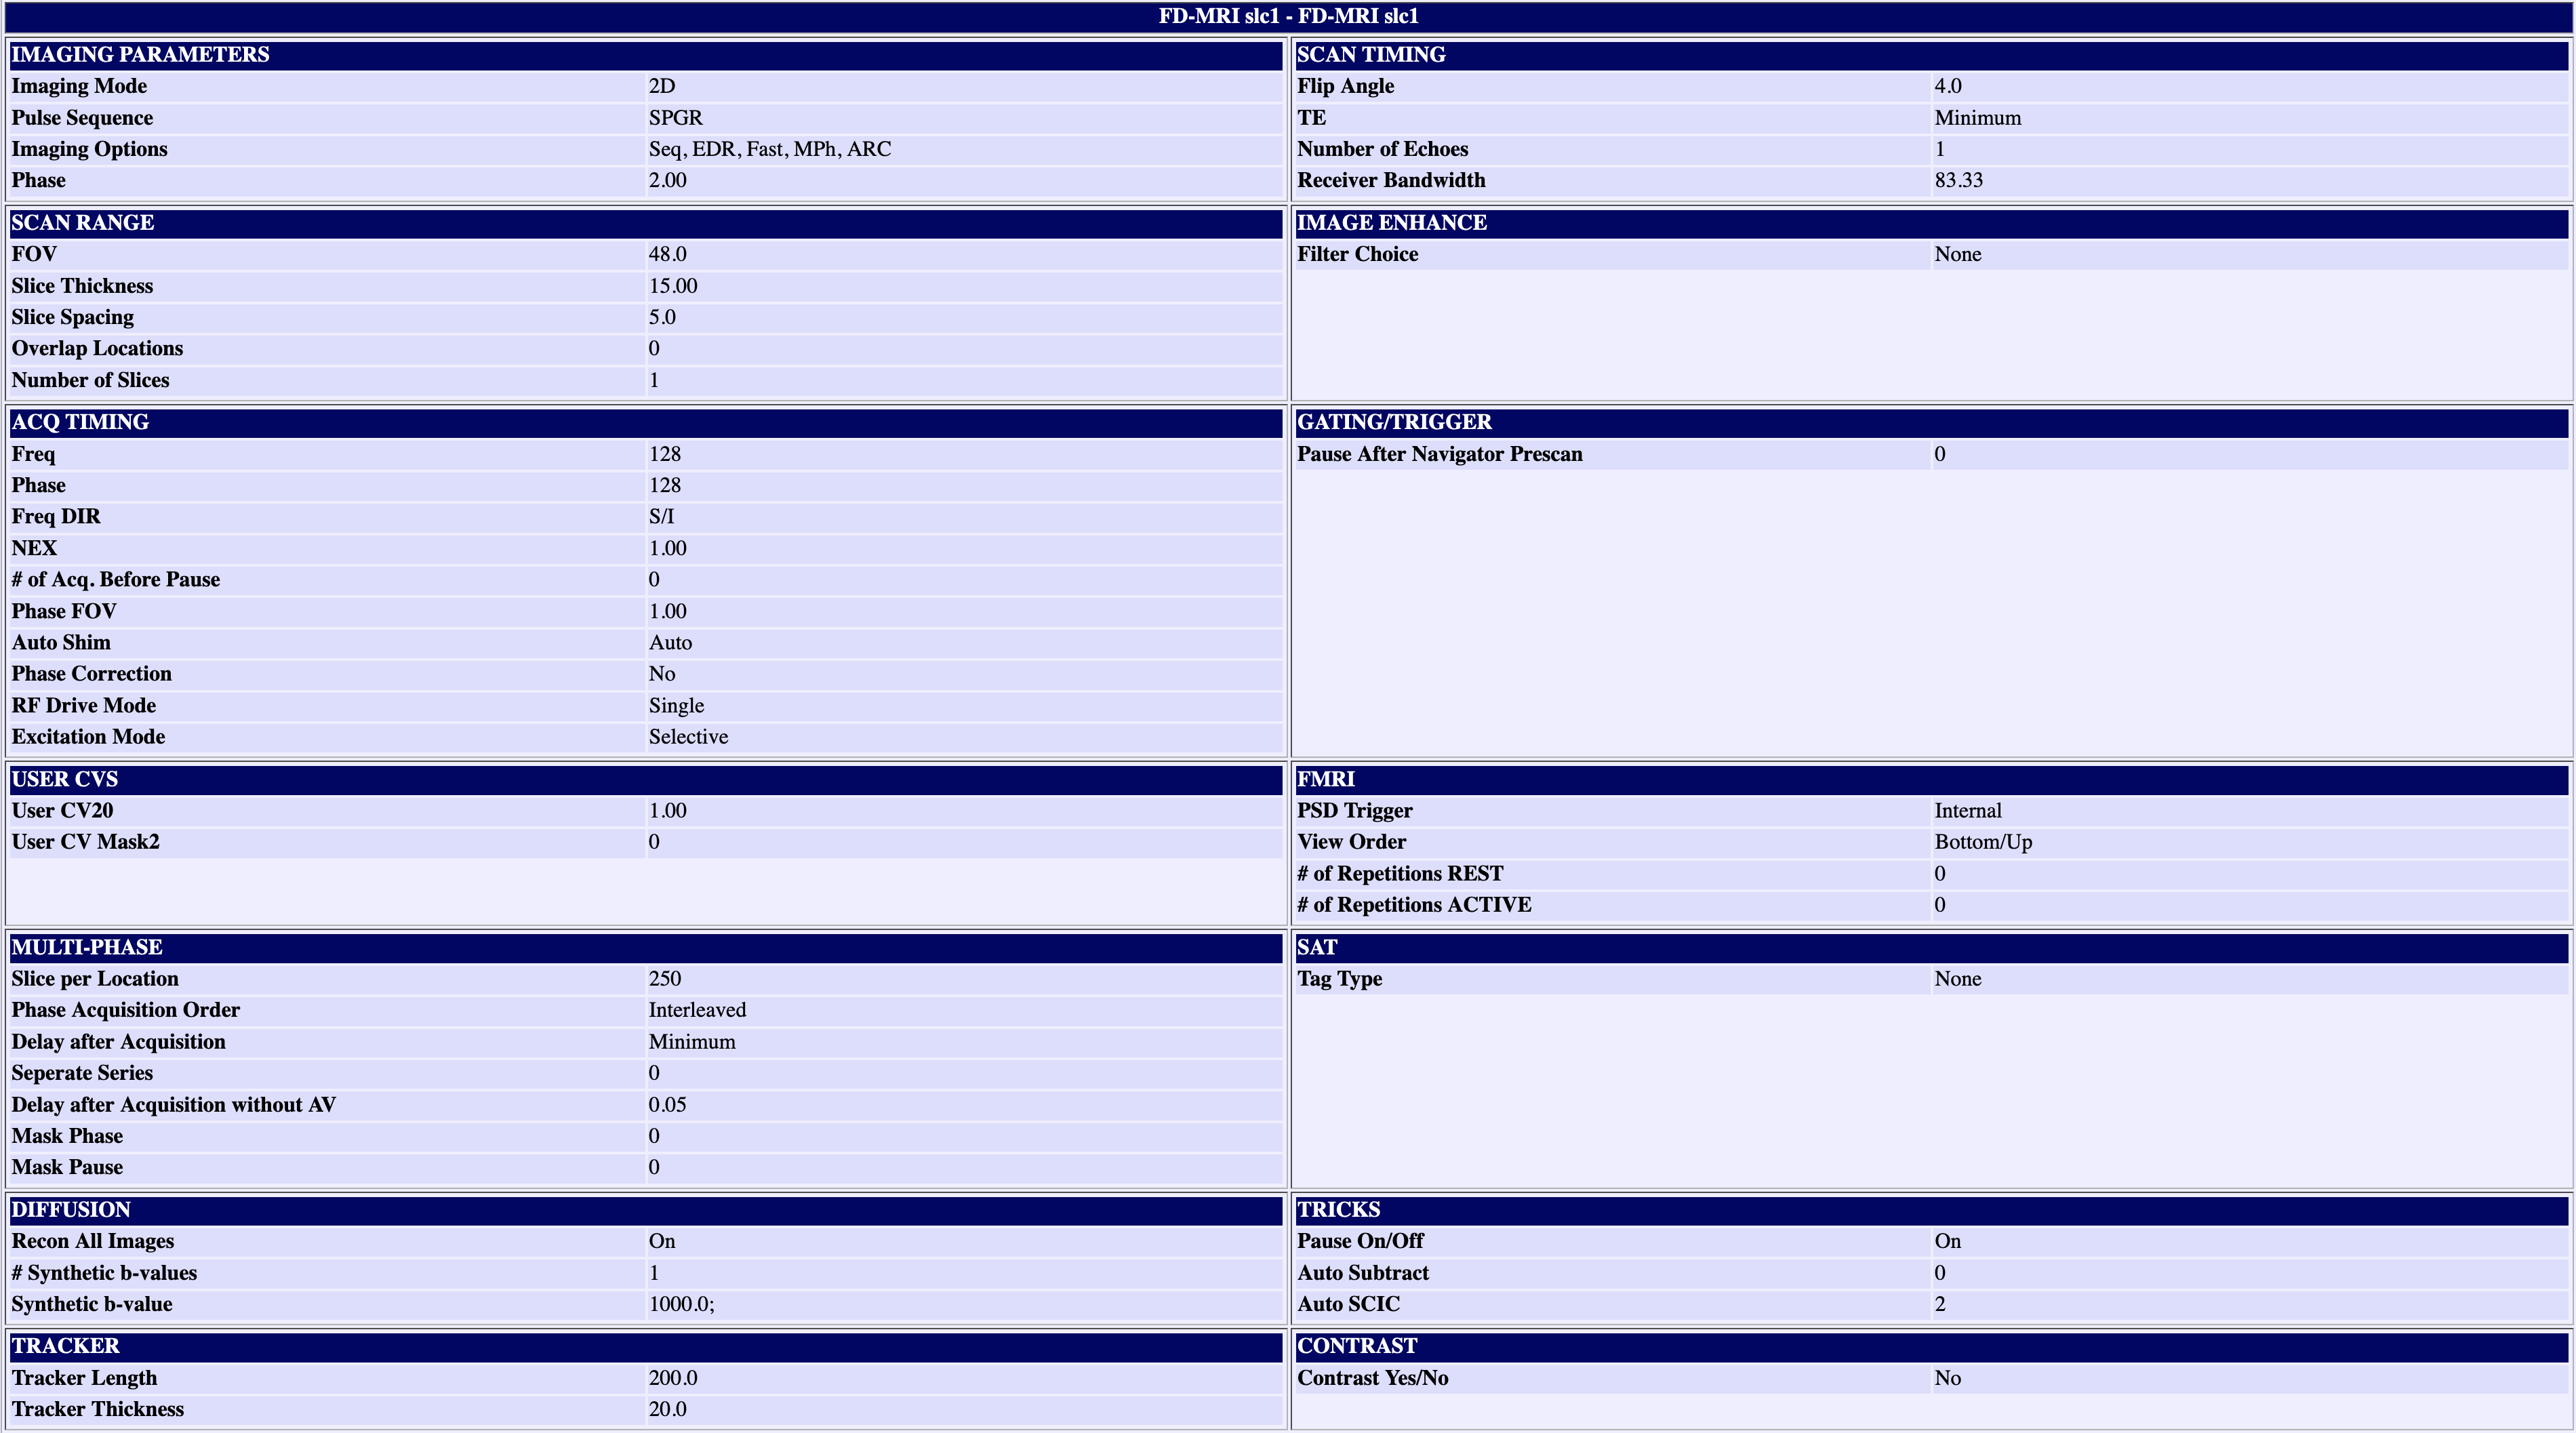 FD-MRI slc1 - FD-MRI slc1
IMAGING PARAMETERS
Imaging Mode 2D
Pulse Sequence SPGR
Imaging Options Seq, EDR, Fast, MPh, ARC
Phase 2.00
SCAN TIMING
Flip Angle 4.0
TE Minimum
Number of Echoes 1
Receiver Bandwidth 83.33
SCAN RANGE
FOV 48.0
Slice Thickness 15.00
Slice Spacing 5.0
Overlap Locations 0
Number of Slices 1
IMAGE ENHANCE
Filter Choice None
ACQ TIMING
Freq 128
Phase 128
Freq DIR S/I
NEX 1.00
# of Acq. Before Pause 0
Phase FOV 1.00
Auto Shim Auto
Phase Correction No
RF Drive Mode Single
Excitation Mode Selective
GATING/TRIGGER
Pause After Navigator Prescan 0
USER CVS
User CV20 1.00
User CV Mask2 0
FMRI
PSD Trigger Internal
View Order Bottom/Up
# of Repetitions REST 0
# of Repetitions ACTIVE 0
MULTI-PHASE
Slice per Location 250
Phase Acquisition Order Interleaved
Delay after Acquisition Minimum
Seperate Series 0
Delay after Acquisition without AV 0.05
Mask Phase 0
Mask Pause 0
SAT
Tag Type None
DIFFUSION
Recon All Images On
# Synthetic b-values 1
Synthetic b-value 1000.0;
TRICKS
Pause On/Off On
Auto Subtract 0
Auto SCIC 2
TRACKER
Tracker Length 200.0
Tracker Thickness 20.0
CONTRAST
Contrast Yes/No No